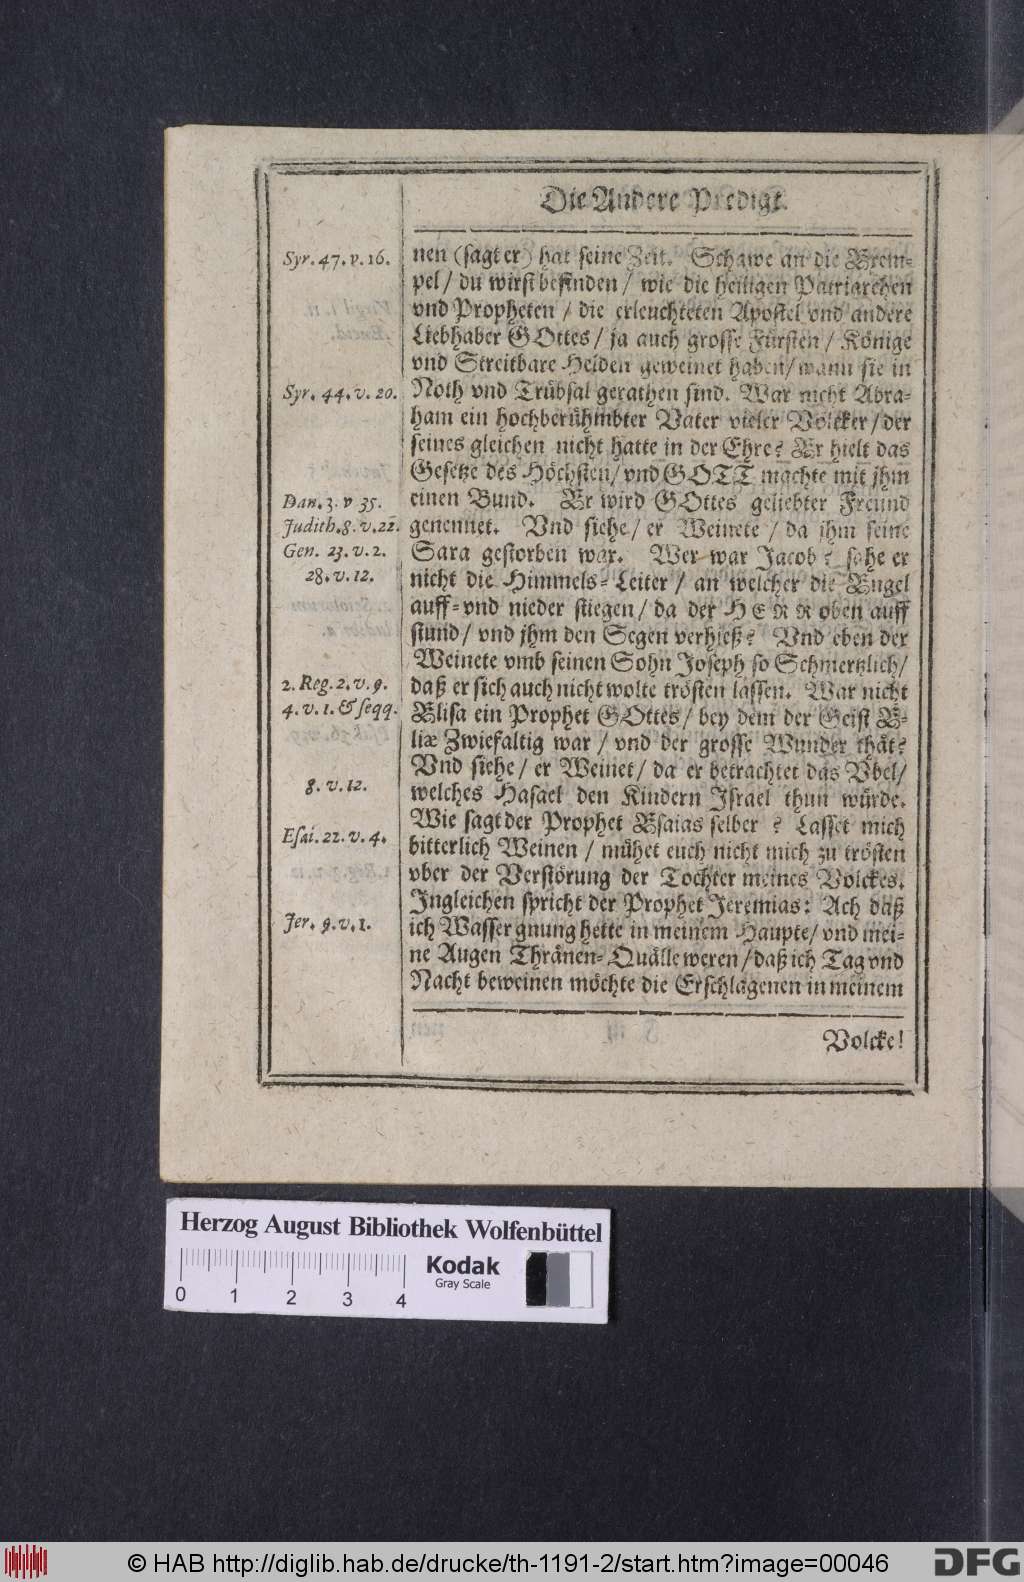 Die Andere Predigt.
Syr. 47. v. 16.
Syr. 44. v. 20.
Dan. 3. v 35.
Judith. 8. v. 22.
Gen. 23. v. 2.
28. v. 12.
2. Reg. 2. v. 9.
4. v. 1. & seqq.
8. v. 12.
Esai. 22. v. 4.
Jer. 9. v. 1.
nen (sagt er) hat seine Zeit. Schawe an die Exem-
pel / du wirst befinden / wie die heiligen Patriarchen
vnd Propheten / die erleuchteten Apostel vnd andere
Liebhaber GOttes / ja auch grosse Fürsten / Könige
vnd Streitbare Helden geweinet haben / wann sie in
Noth vnd Trübsal gerathen sind. War nicht Abra-
ham ein hochberühmbter Vater vieler Völcker / der
seines gleichen nicht hatte in der Ehre? Er hielt das
Gesetze des Höchsten / vnd GOTT machte mit jhm
einen Bund. Er wird GOttes geliebter Freund
genennet. Vnd siehe / er Weinete / da jhm seine
Sara gestorben war. Wer war Jacob? sahe er
nicht die Himmels-Leiter / an welcher die Engel
auff- vnd nieder stiegen / da der HERR oben auff
stund / vnd jhm den Segen verhieß? Vnd eben der
Weinete vmb seinen Sohn Joseph so Schmertzlich /
daß er sich auch nicht wolte trösten lassen. War nicht
Elisa ein Prophet GOttes / bey dem der Geist E-
liæ Zwiefaltig war / vnd der grosse Wunder thät?
Vnd siehe / er Weinet / da er betrachtet das Vbel /
welches Hasael den Kindern Israel thun würde.
Wie sagt der Prophet Esaias selber? Lasset mich
bitterlich Weinen / mühet euch nicht mich zu trösten
vber der Verstörung der Tochter meines Volckes.
Ingleichen spricht der Prophet Jeremias: Ach daß
ich Wasser gnung hette in meinem Haupte / vnd mei-
ne Augen Thränen-Quälle weren / daß ich Tag vnd
Nacht beweinen möchte die Erschlagenen in meinem
Volcke!
Herzog August Bibliothek Wolfenbüttel
0 1 2 3 4
Kodak
Gray Scale
© HAB http://diglib.hab.de/drucke/th-1191-2/start.htm?image=00046
DFG